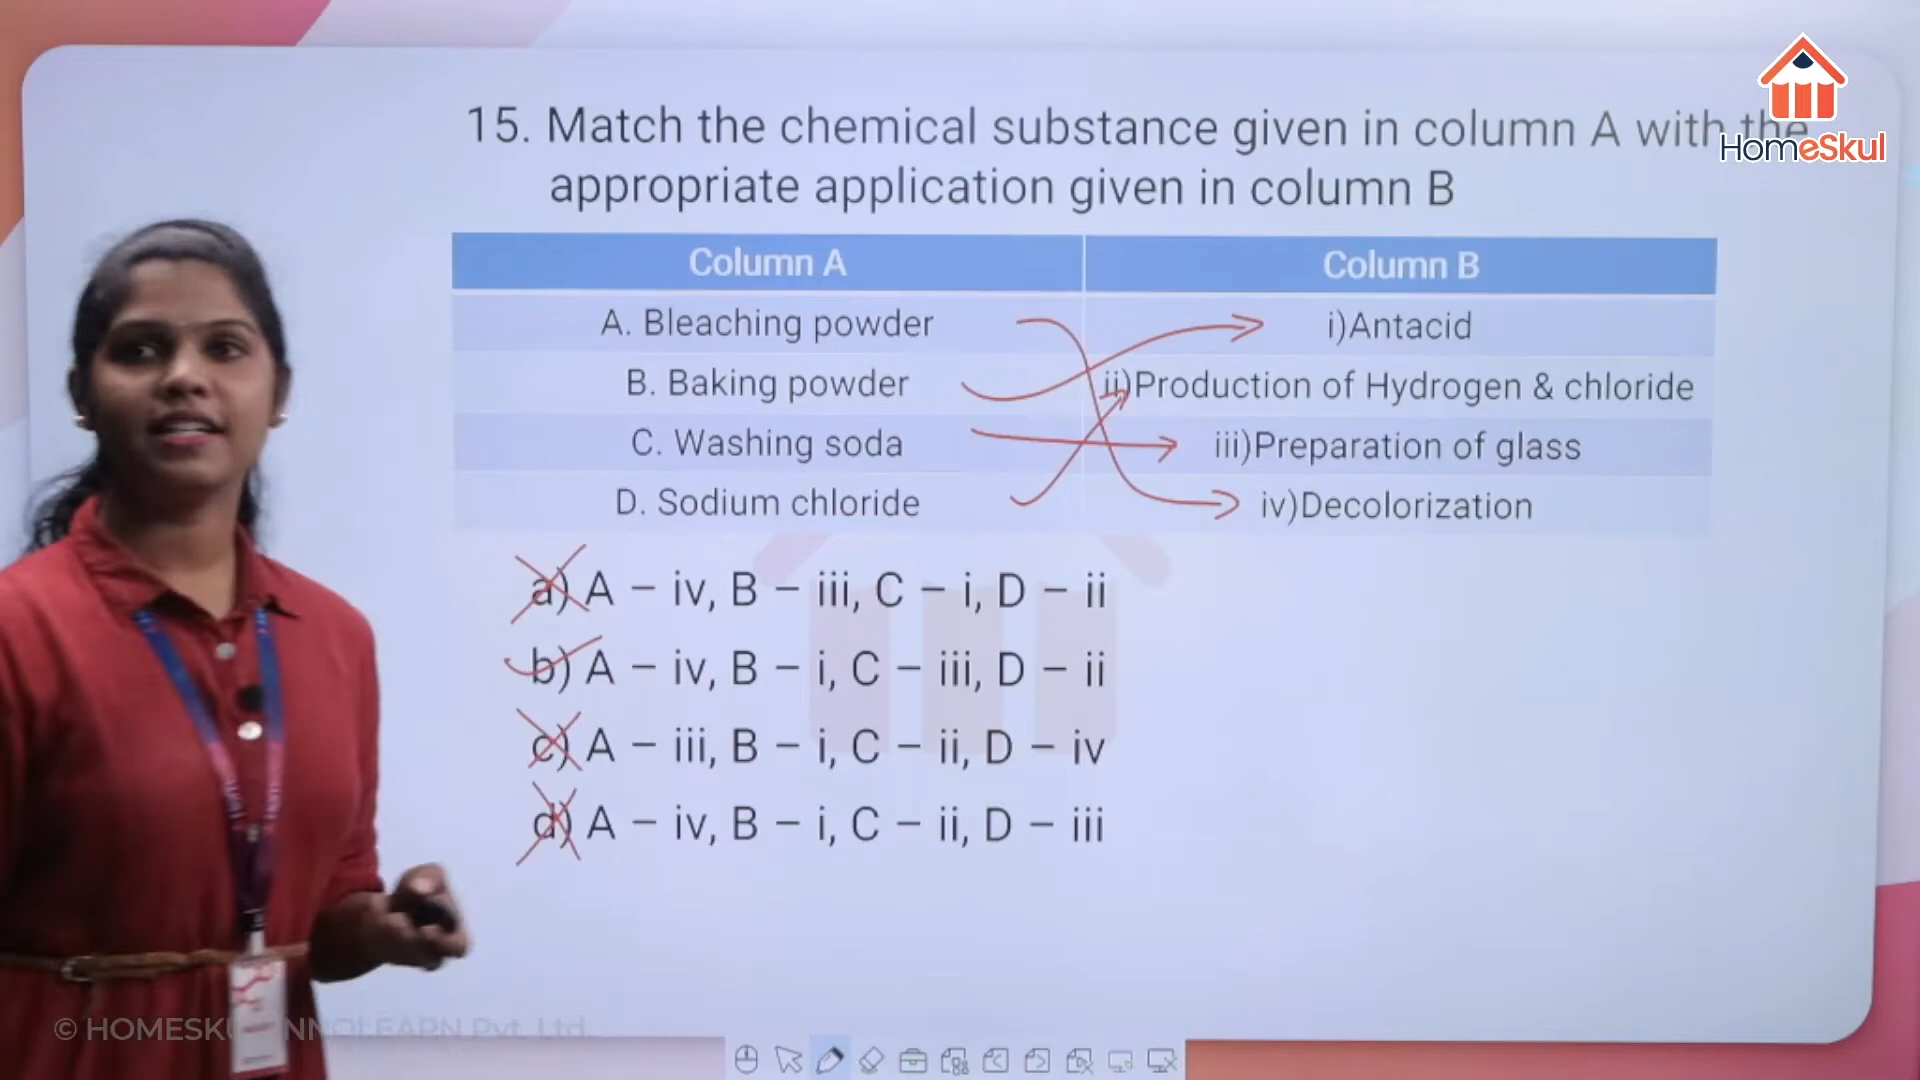 15. Match the chemical substance given in column A with the
HomeSkul
appropriate application given in column B
Column A Column B
A. Bleaching powder i)Antacid
B. Baking powder ii)Production of Hydrogen & chloride
C. Washing soda iii)Preparation of glass
D. Sodium chloride iv)Decolorization
a) A – iv, B – iii, C – i, D – ii
b) A – iv, B – i, C – iii, D – ii
c) A – iii, B – i, C – ii, D – iv
d) A – iv, B – i, C – ii, D – iii
© Pvt. Ltd.